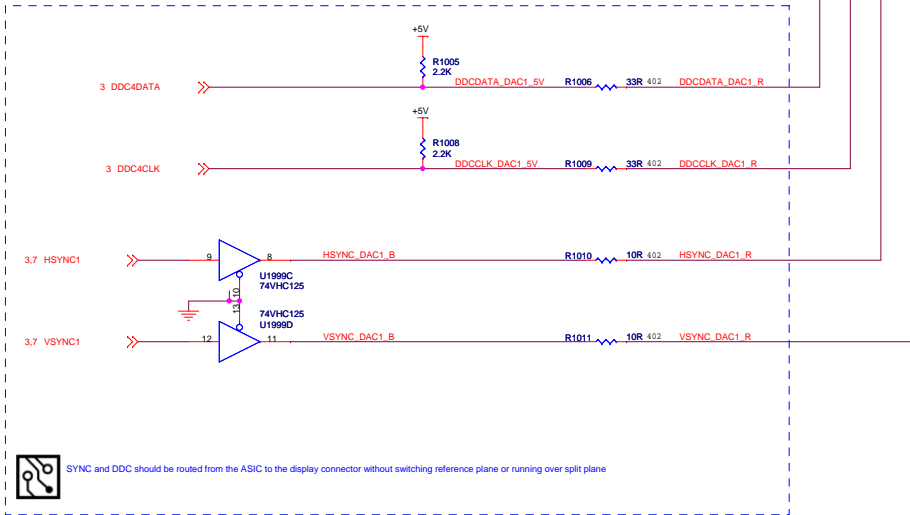 +5V
R1005
2.2K
3 DDC4DATA
DDCDATA_DAC1_5V R1006 33R 402 DDCDATA_DAC1_R
+5V
R1008
2.2K
3 DDC4CLK
DDCCLK_DAC1_5V R1009 33R 402 DDCCLK_DAC1_R
3,7 HSYNC1 9 8 HSYNC_DAC1_B R1010 10R 402 HSYNC_DAC1_R
U1999C
74VHC125
10
13
74VHC125
U1999D
3,7 VSYNC1 12 11 VSYNC_DAC1_B R1011 10R 402 VSYNC_DAC1_R
SYNC and DDC should be routed from the ASIC to the display connector without switching reference plane or running over split plane